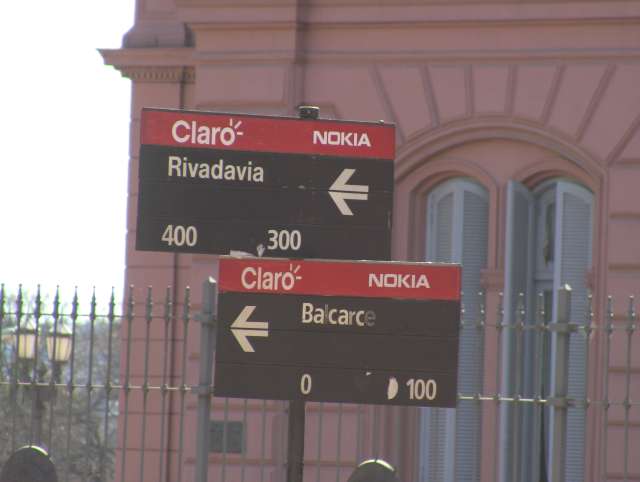 Claro NOKIA
Rivadavia
400 300
Claro NOKIA
Balcarce
0 100